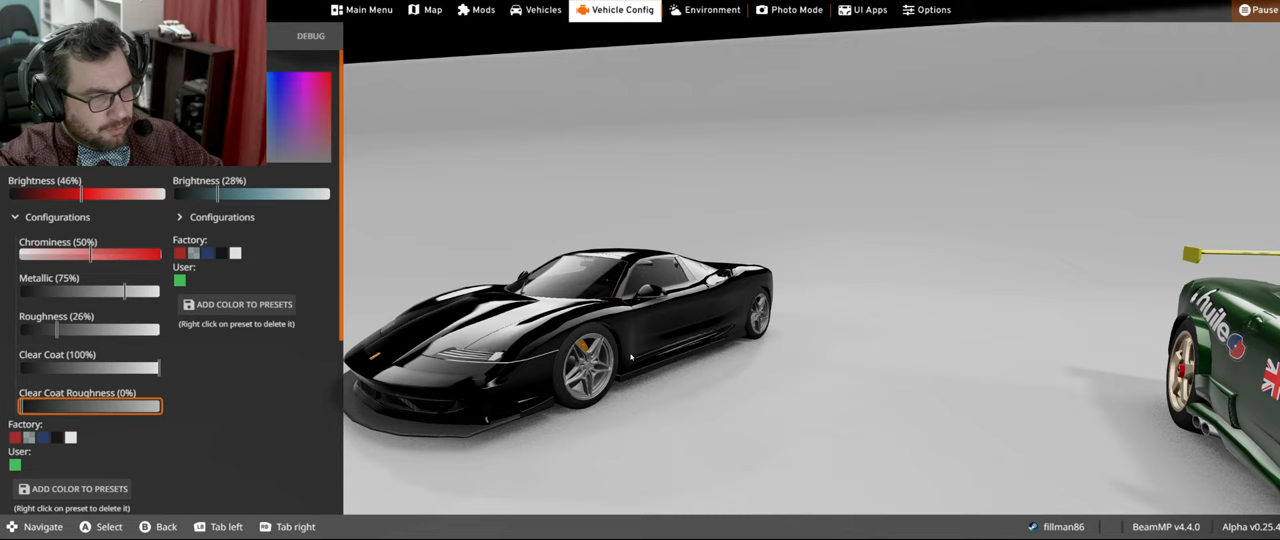 Main Menu Map Mods Vehicles Vehicle Config Environment Photo Mode UI Apps Options Pause
DEBUG
Brightness (46%) Brightness (28%)
Configurations Configurations
Chrominess (50%)
Factory:
User:
Metallic (75%)
ADD COLOR TO PRESETS
(Right click on preset to delete it)
Roughness (26%)
Clear Coat (100%)
Clear Coat Roughness (0%)
Factory:
User:
ADD COLOR TO PRESETS
(Right click on preset to delete it)
huile
Navigate A Select B Back LB Tab left RB Tab right fillman86 BeamMP v4.4.0 Alpha v0.25.4